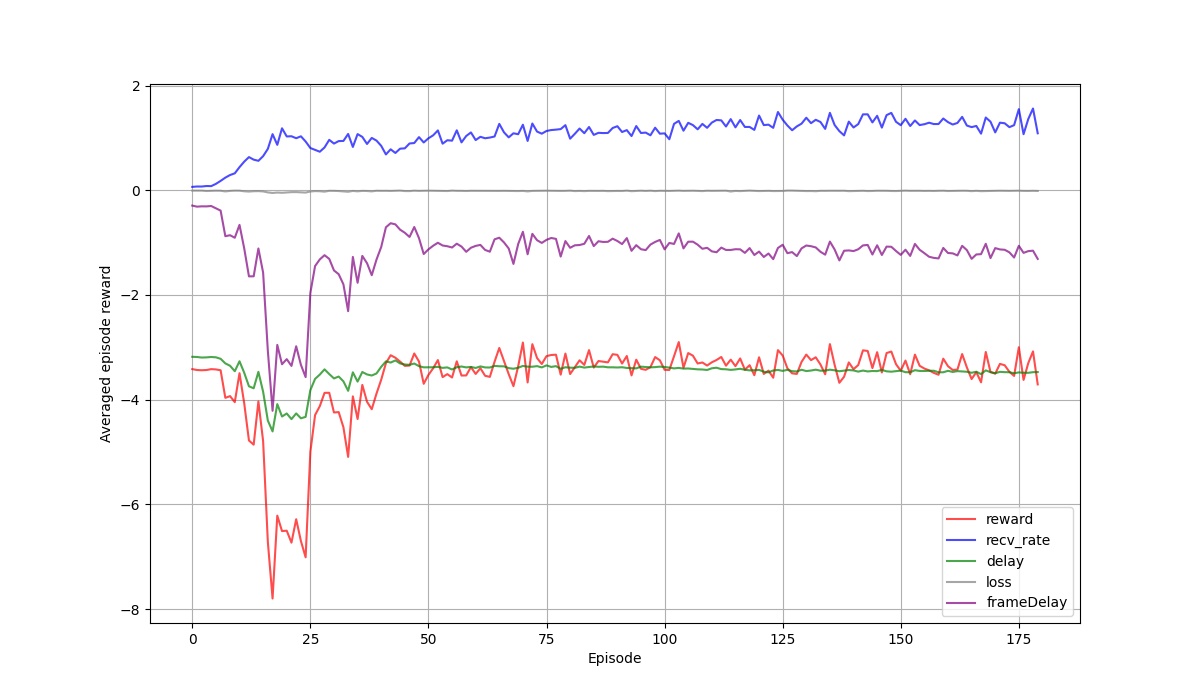 2
0
−2
−4
−6
−8
Averaged episode reward
0
25
50
75
100
125
150
175
Episode
reward
recv_rate
delay
loss
frameDelay